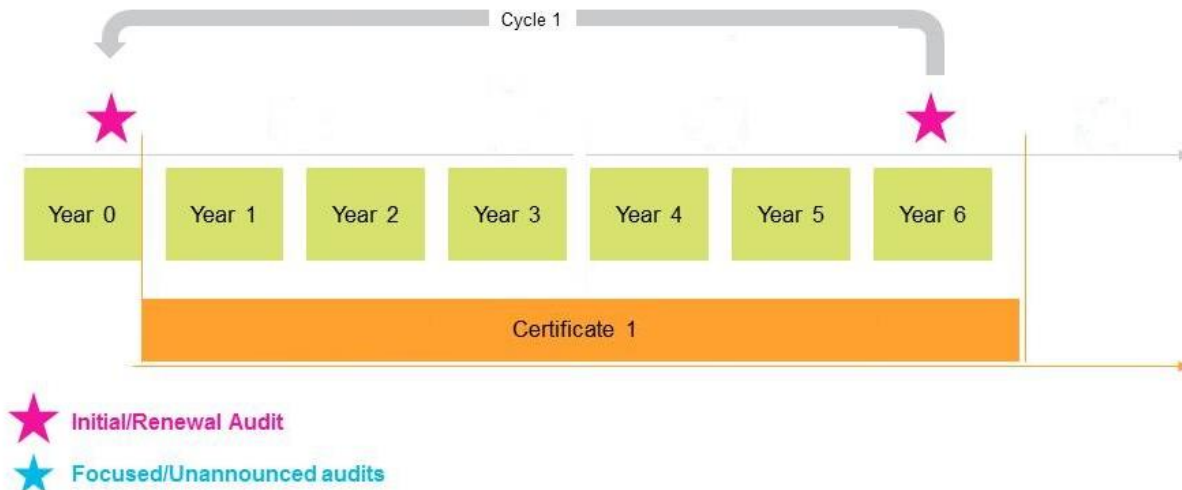 Cycle 1
Year 0
Year 1
Year 2
Year 3
Year 4
Year 5
Year 6
Certificate 1
Initial/Renewal Audit
Focused/Unannounced audits